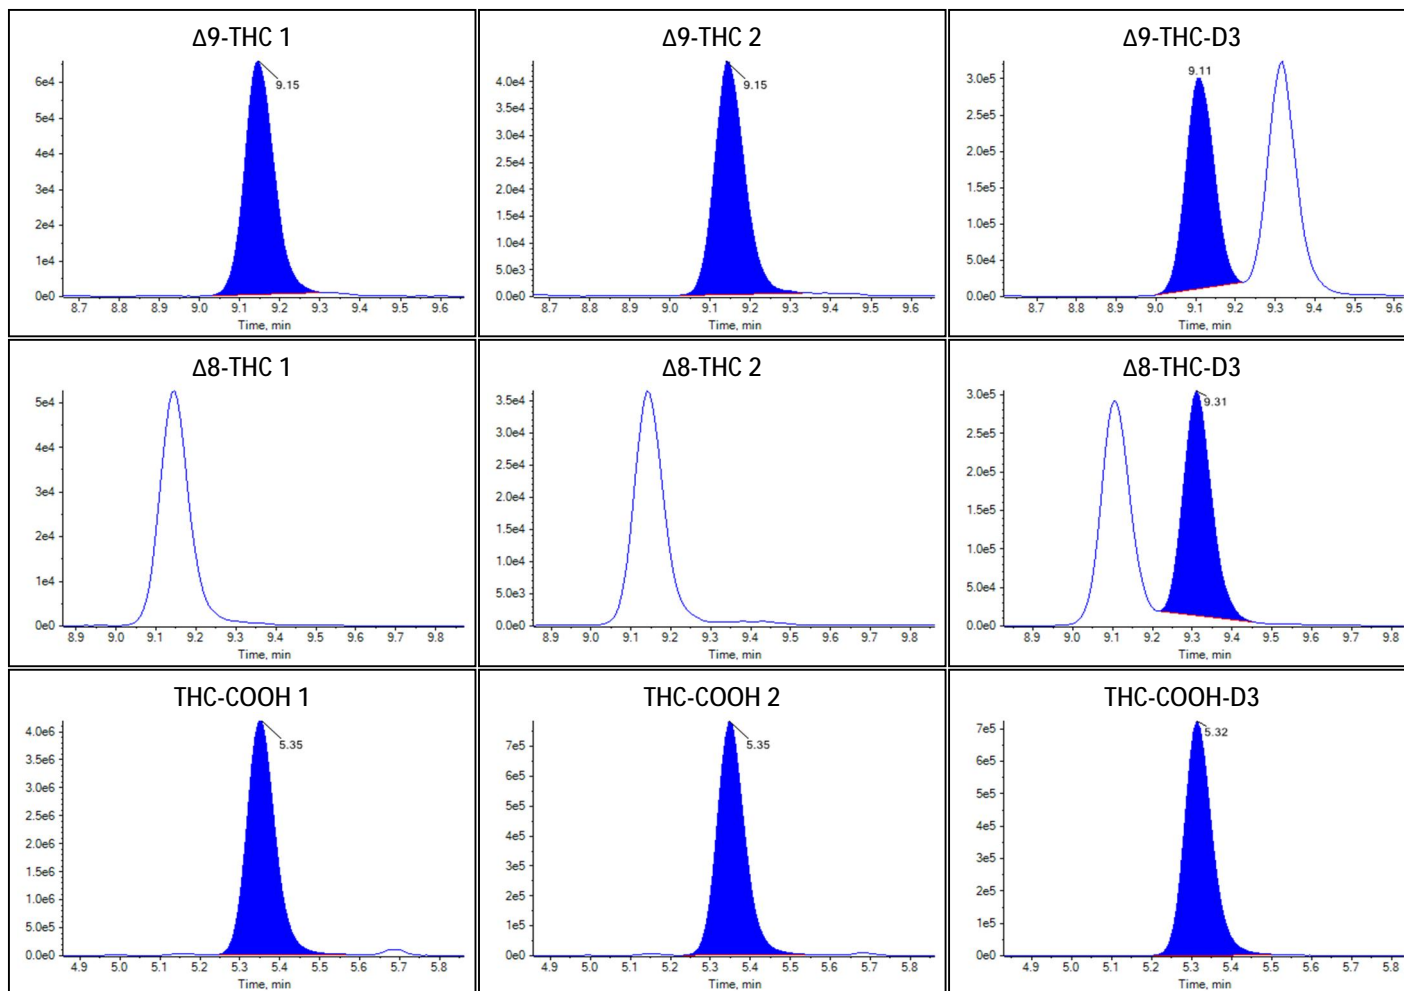 Δ9-THC 1
6e4
5e4
4e4
3e4
2e4
1e4
0e0
9.15
8.7 8.8 8.9 9.0 9.1 9.2 9.3 9.4 9.5 9.6
Time, min
Δ9-THC 2
4.0e4
3.5e4
3.0e4
2.5e4
2.0e4
1.5e4
1.0e4
5.0e3
0.0e0
9.15
8.7 8.8 8.9 9.0 9.1 9.2 9.3 9.4 9.5 9.6
Time, min
Δ9-THC-D3
3.0e5
2.5e5
2.0e5
1.5e5
1.0e5
5.0e4
0.0e0
9.11
8.7 8.8 8.9 9.0 9.1 9.2 9.3 9.4 9.5 9.6
Time, min
Δ8-THC 1
5e4
4e4
3e4
2e4
1e4
0e0
8.9 9.0 9.1 9.2 9.3 9.4 9.5 9.6 9.7 9.8
Time, min
Δ8-THC 2
3.5e4
3.0e4
2.5e4
2.0e4
1.5e4
1.0e4
5.0e3
0.0e0
8.9 9.0 9.1 9.2 9.3 9.4 9.5 9.6 9.7 9.8
Time, min
Δ8-THC-D3
3.0e5
2.5e5
2.0e5
1.5e5
1.0e5
5.0e4
0.0e0
9.31
8.9 9.0 9.1 9.2 9.3 9.4 9.5 9.6 9.7 9.8
Time, min
THC-COOH 1
4.0e6
3.5e6
3.0e6
2.5e6
2.0e6
1.5e6
1.0e6
5.0e5
0.0e0
5.35
4.9 5.0 5.1 5.2 5.3 5.4 5.5 5.6 5.7 5.8
Time, min
THC-COOH 2
7e5
6e5
5e5
4e5
3e5
2e5
1e5
0e0
5.35
4.9 5.0 5.1 5.2 5.3 5.4 5.5 5.6 5.7 5.8
Time, min
THC-COOH-D3
7e5
6e5
5e5
4e5
3e5
2e5
1e5
0e0
5.32
4.9 5.0 5.1 5.2 5.3 5.4 5.5 5.6 5.7 5.8
Time, min